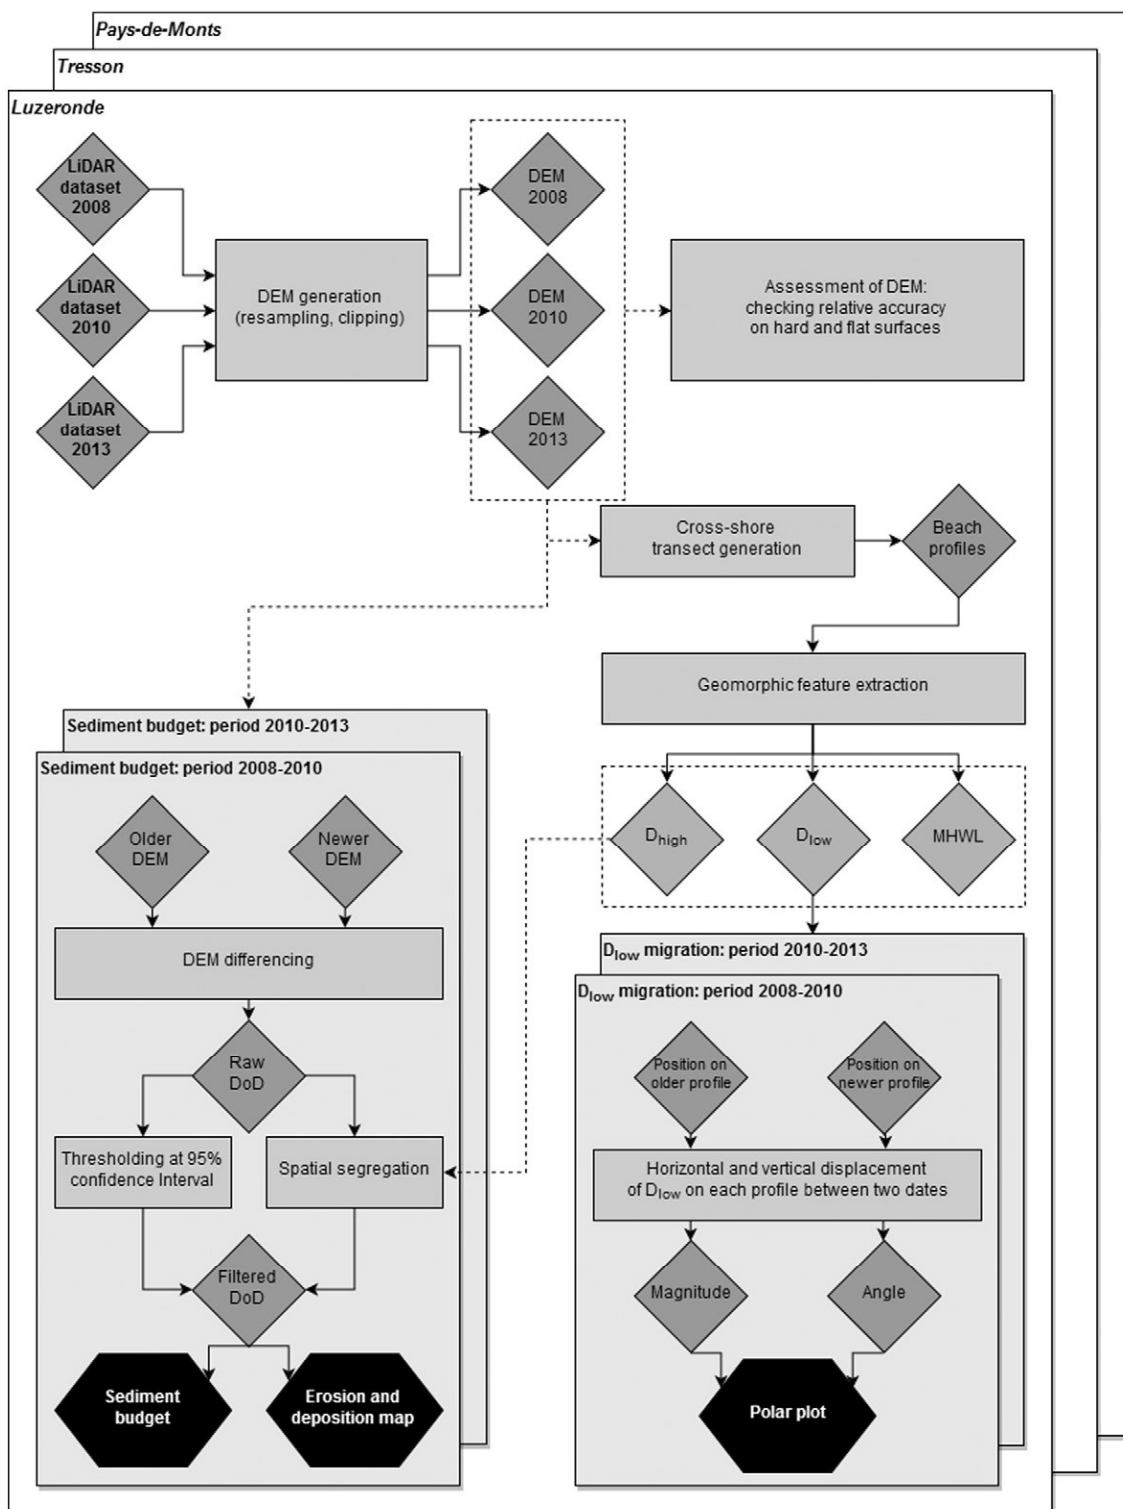 Pays-de-Monts
Tresson
Luzeronde
LiDAR
dataset
2008
LiDAR
dataset
2010
LiDAR
dataset
2013
DEM generation
(resampling, clipping)
DEM
2008
DEM
2010
DEM
2013
Assessment of DEM:
checking relative accuracy
on hard and flat surfaces
Cross-shore
transect generation
Beach
profiles
Geomorphic feature extraction
Dhigh
Dlow
MHWL
Sediment budget: period 2010-2013
Sediment budget: period 2008-2010
Older
DEM
Newer
DEM
DEM differencing
Raw
DoD
Thresholding at 95%
confidence Interval
Spatial segregation
Filtered
DoD
Sediment
budget
Erosion and
deposition map
Dlow migration: period 2010-2013
Dlow migration: period 2008-2010
Position on
older profile
Position on
newer profile
Horizontal and vertical displacement
of Dlow on each profile between two dates
Magnitude
Angle
Polar plot